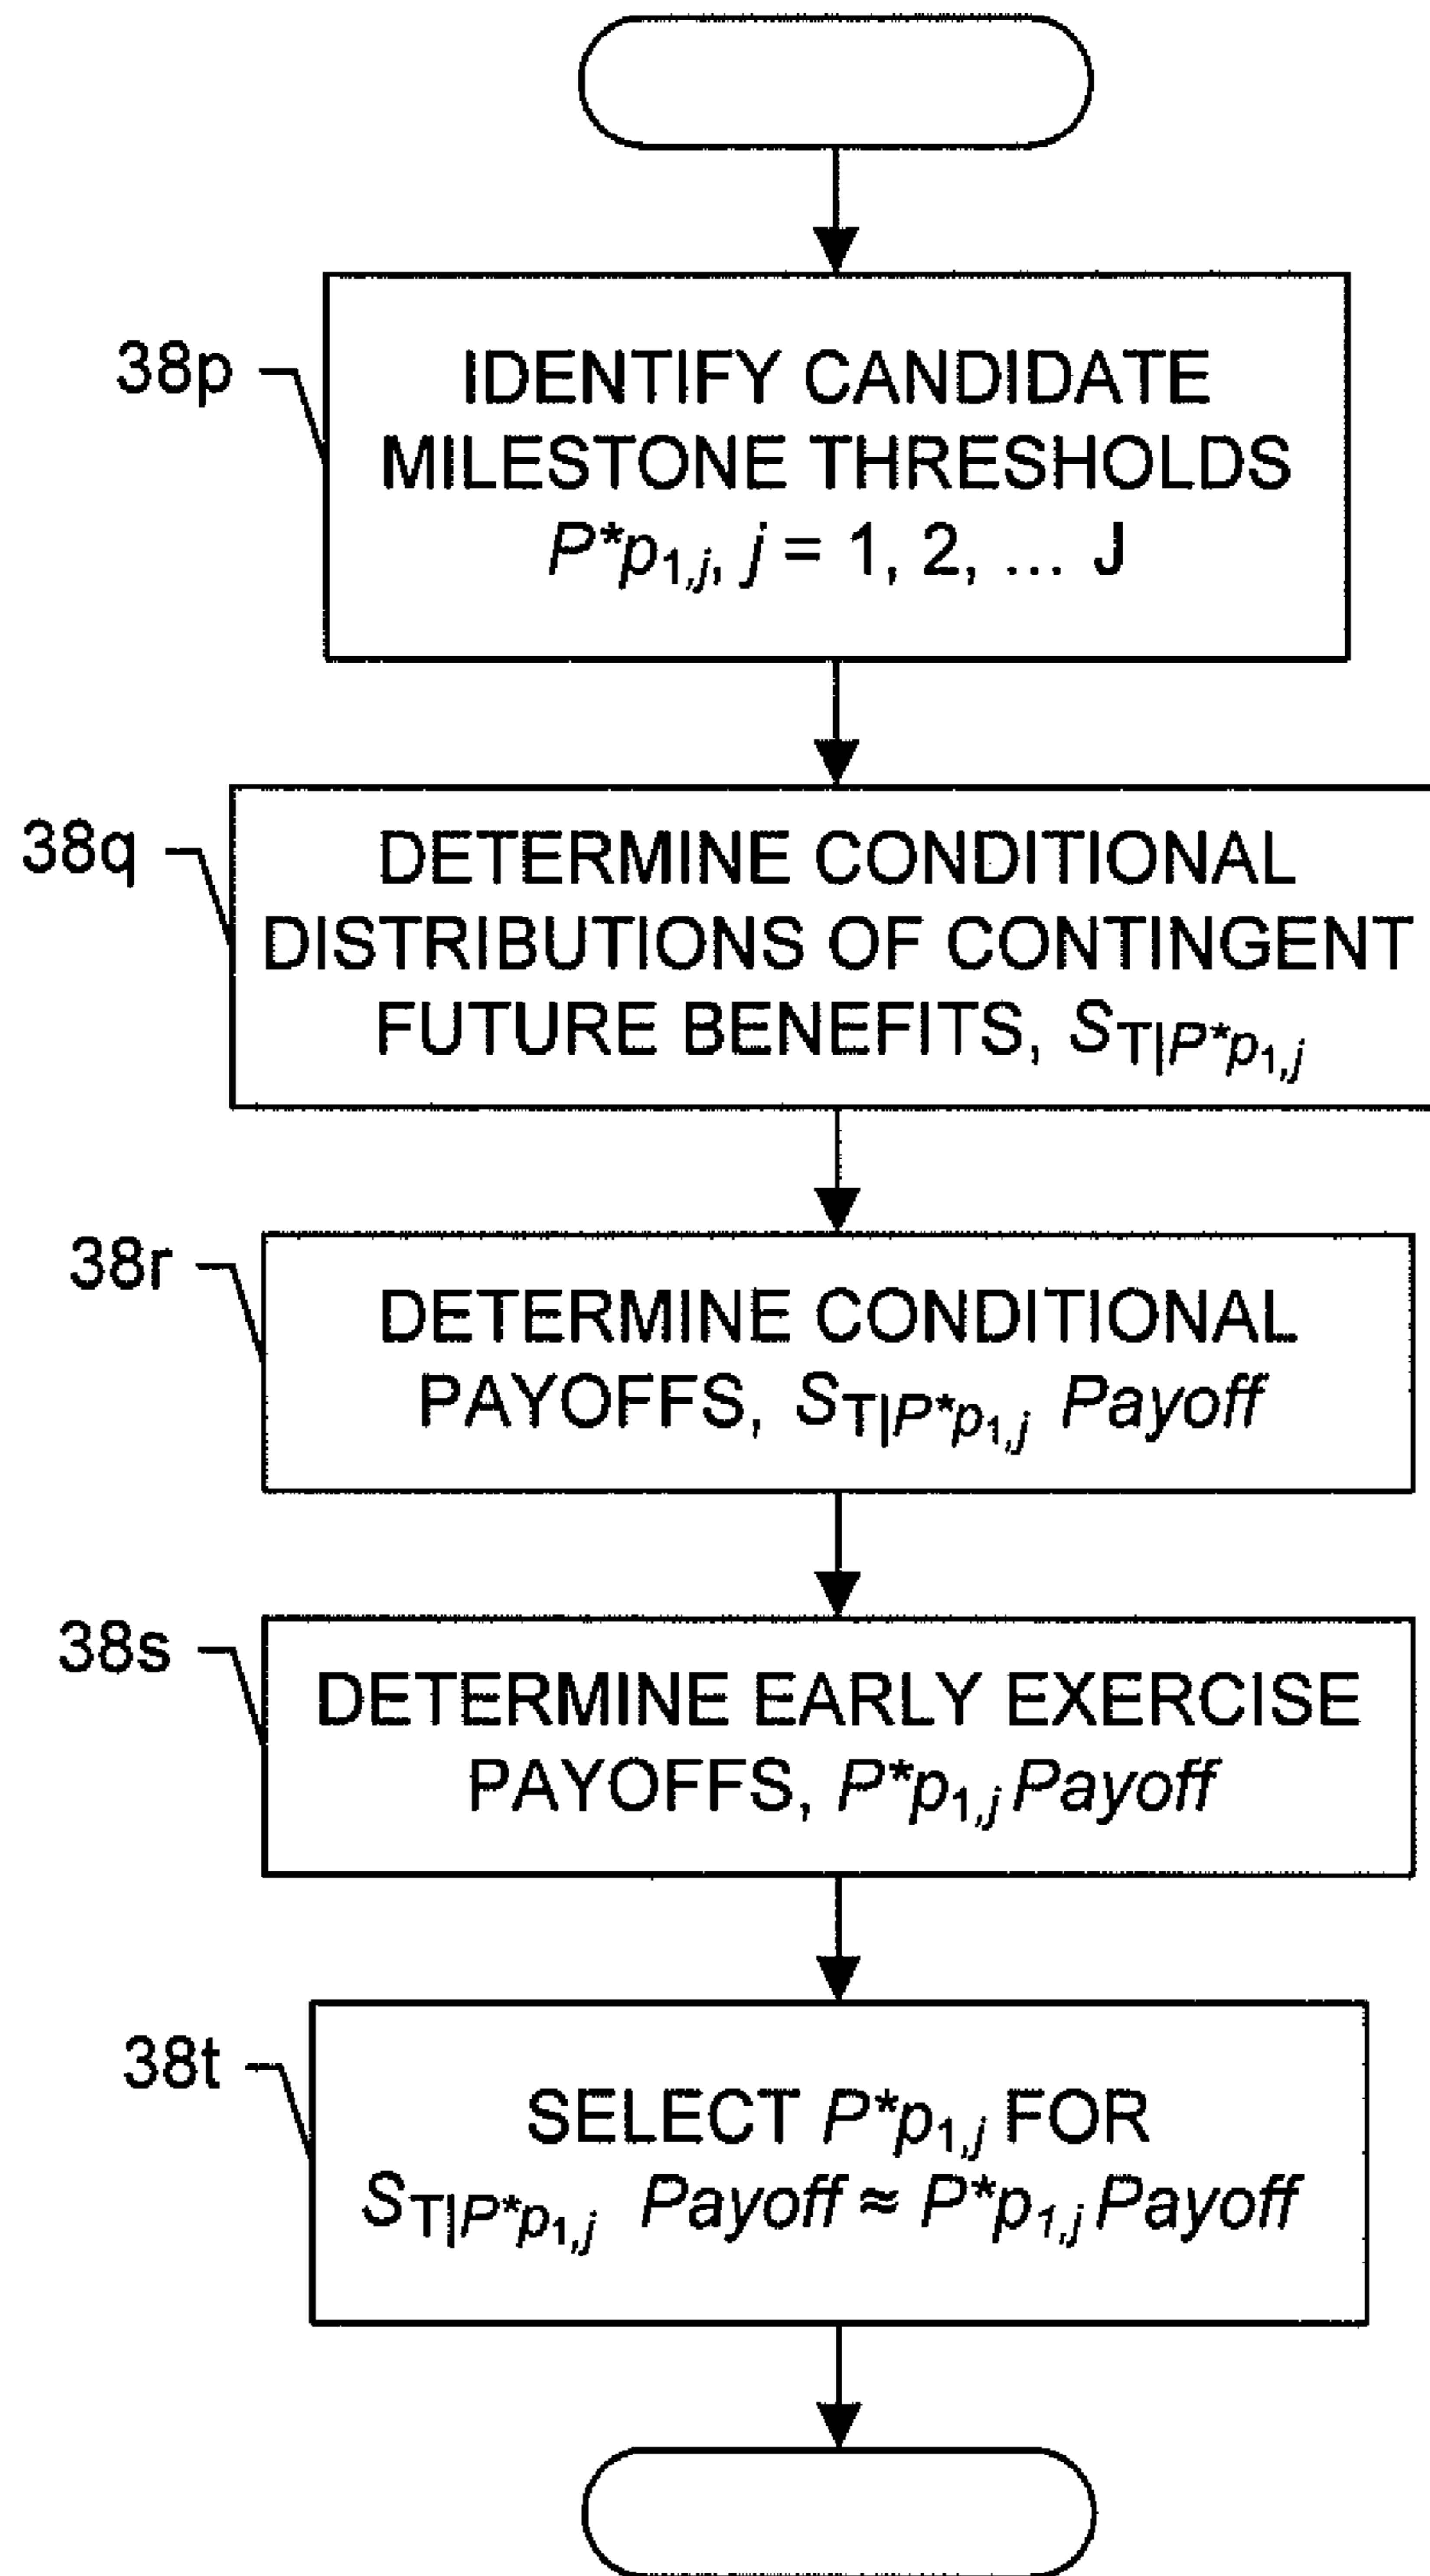 38p
IDENTIFY CANDIDATE
MILESTONE THRESHOLDS
P*p1,j, j = 1, 2, ... J
38q
DETERMINE CONDITIONAL
DISTRIBUTIONS OF CONTINGENT
FUTURE BENEFITS, ST|P*p1,j
38r
DETERMINE CONDITIONAL
PAYOFFS, ST|P*p1,j Payoff
38s
DETERMINE EARLY EXERCISE
PAYOFFS, P*p1,j Payoff
38t
SELECT P*p1,j FOR
ST|P*p1,j Payoff ≈ P*p1,j Payoff